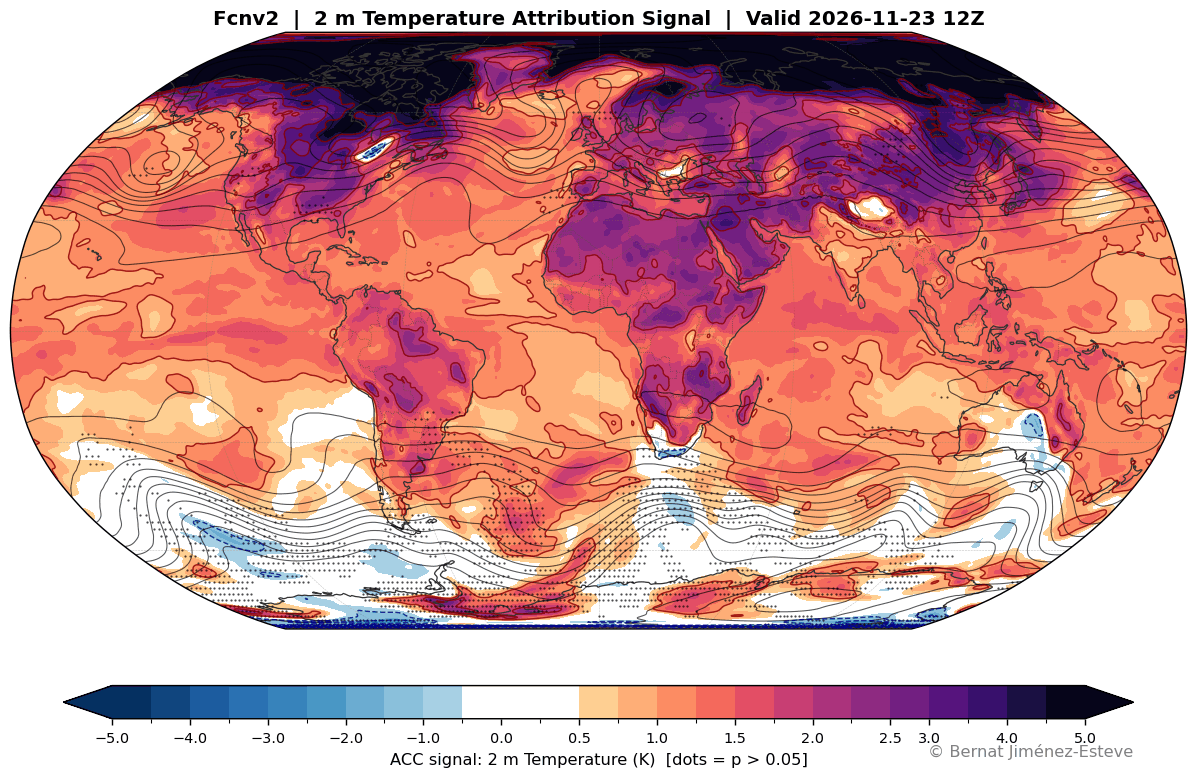 Fcnv2 | 2 m Temperature Attribution Signal | Valid 2026-11-23 12Z
−5.0 −4.0 −3.0 −2.0 −1.0 0.0 0.5 1.0 1.5 2.0 2.5 3.0 4.0 5.0
© Bernat Jiménez-Esteve
ACC signal: 2 m Temperature (K) [dots = p > 0.05]